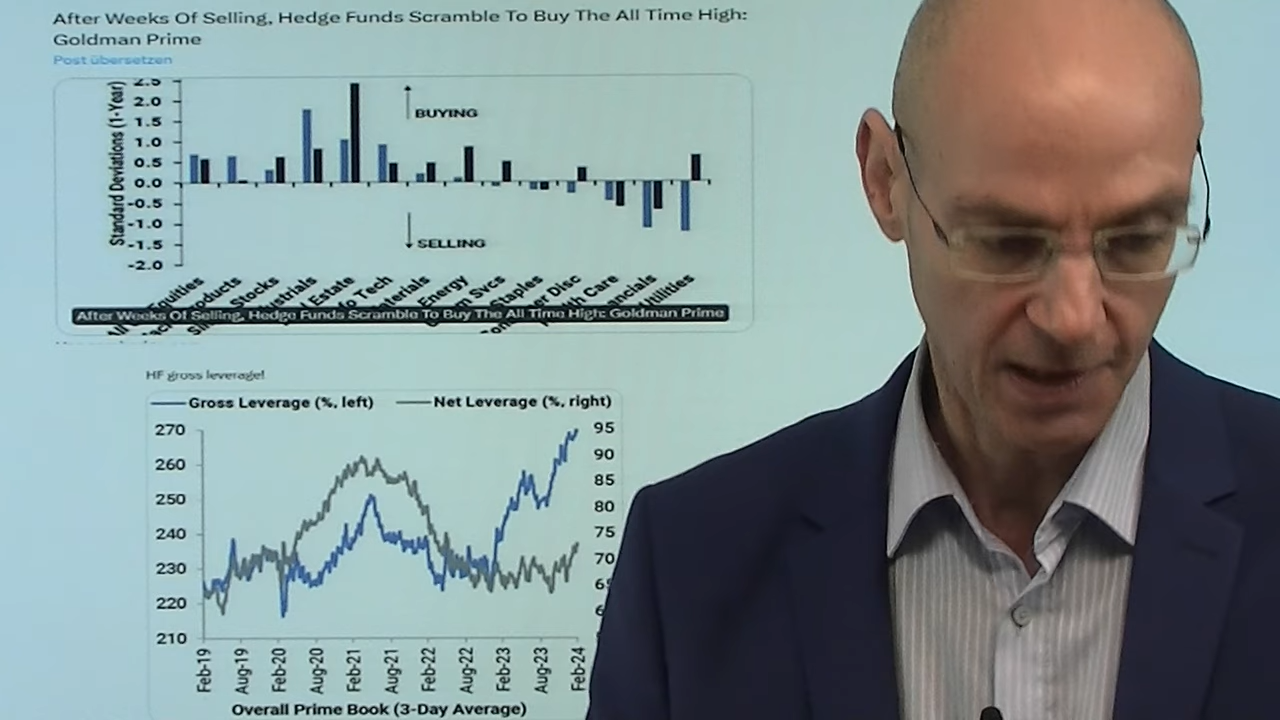 After Weeks Of Selling, Hedge Funds Scramble To Buy The All Time High:
Goldman Prime
Post übersetzen
Standard Deviations (1-Year)
2.5
2.0
1.5
1.0
0.5
0.0
-0.5
-1.0
-1.5
-2.0
BUYING
SELLING
Stocks
Tech
Energy
Staples
Disc
Care
After Weeks Of Selling, Hedge Funds Scramble To Buy The All Time High: Goldman Prime
HF gross leverage!
Gross Leverage (%, left) Net Leverage (%, right)
270
260
250
240
230
220
210
95
90
85
80
75
70
Feb-19 Aug-19 Feb-20 Aug-20 Feb-21 Aug-21 Feb-22 Aug-22 Feb-23 Aug-23 Feb-24
Overall Prime Book (3-Day Average)